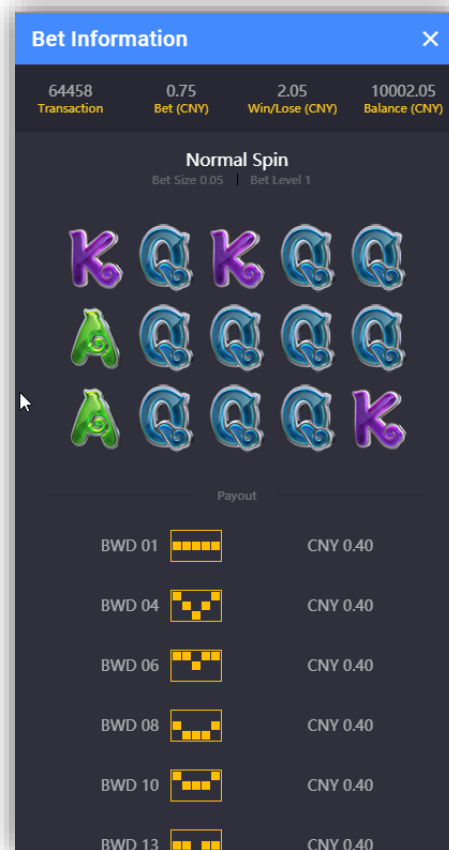 Bet Information
64458 0.75 2.05 10002.05
Transaction Bet (CNY) Win/Lose (CNY) Balance (CNY)
Normal Spin
Bet Size 0.05 Bet Level 1
K Q K Q Q
A Q Q Q Q
A Q Q Q K
Payout
BWD 01 CNY 0.40
BWD 04 CNY 0.40
BWD 06 CNY 0.40
BWD 08 CNY 0.40
BWD 10 CNY 0.40
BWD 13 CNY 0.40